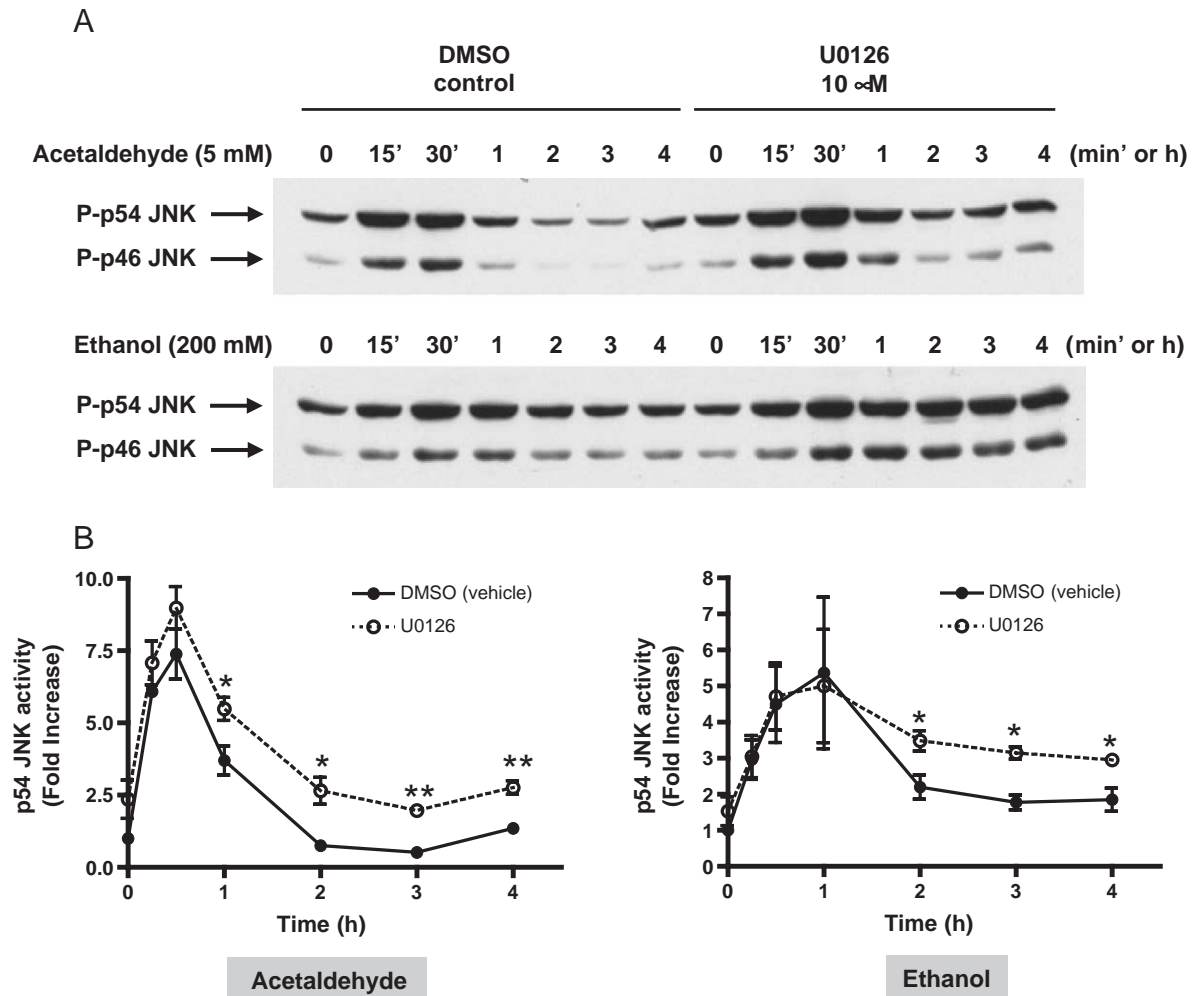 A
DMSO
control
U0126
10 ∝M
Acetaldehyde (5 mM) 0 15’ 30’ 1 2 3 4 0 15’ 30’ 1 2 3 4 (min’ or h)
P-p54 JNK
P-p46 JNK
Ethanol (200 mM) 0 15’ 30’ 1 2 3 4 0 15’ 30’ 1 2 3 4 (min’ or h)
P-p54 JNK
P-p46 JNK
B
p54 JNK activity
(Fold Increase)
10.0
7.5
5.0
2.5
0.0
DMSO (vehicle)
U0126
*
*
**
**
0 1 2 3 4
Time (h)
Acetaldehyde
p54 JNK activity
(Fold Increase)
8
7
6
5
4
3
2
1
0
DMSO (vehicle)
U0126
*
*
*
0 1 2 3 4
Time (h)
Ethanol